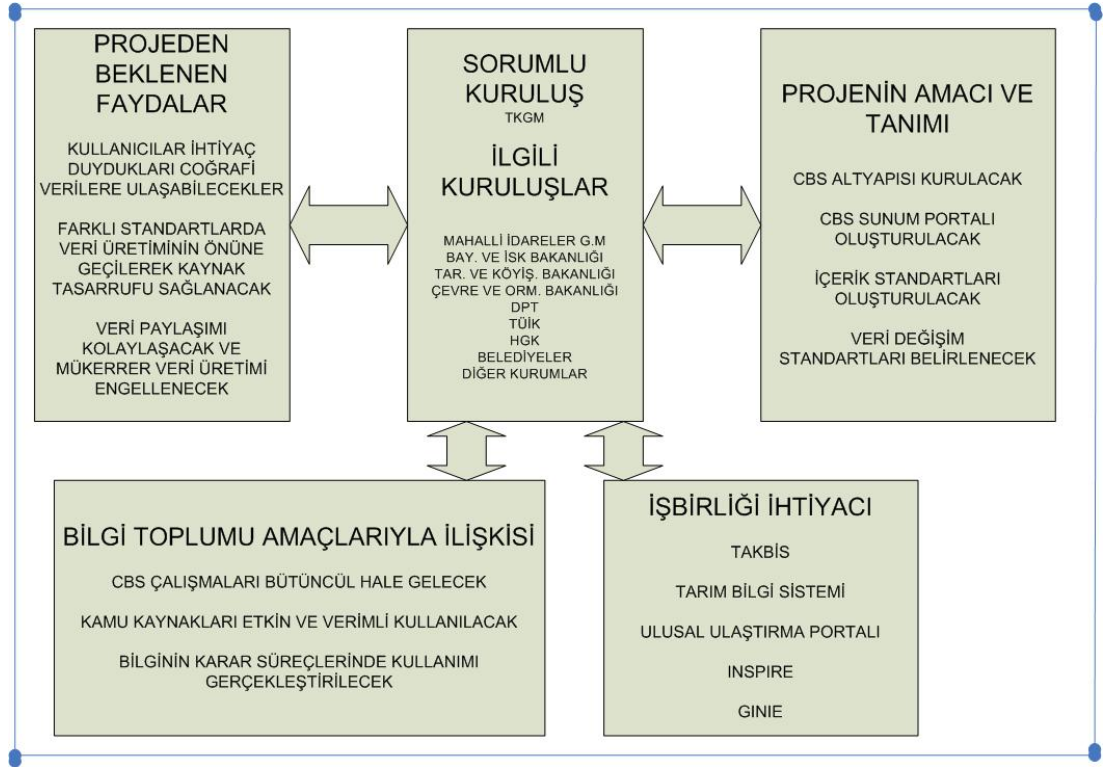 PROJEDEN
BEKLENEN
FAYDALAR
KULLANICILAR İHTİYAÇ
DUYDUKLARI COĞRAFİ
VERİLERE ULAŞABİLECEKLER
FARKLI STANDARTLARDA
VERİ ÜRETİMİNİN ÖNÜNE
GEÇİLEREK KAYNAK
TASARRUFU SAĞLANACAK
VERİ PAYLAŞIMI
KOLAYLAŞACAK VE
MÜKERRER VERİ ÜRETİMİ
ENGELLENECEK
SORUMLU
KURULUŞ
TKGM
İLGİLİ
KURULUŞLAR
MAHALLİ İDARELER G.M
BAY. VE İSK BAKANLIĞI
TAR. VE KÖYİŞ. BAKANLIĞI
ÇEVRE VE ORM. BAKANLIĞI
DPT
TÜİK
HGK
BELEDİYELER
DİĞER KURUMLAR
PROJENİN AMACI VE
TANIMI
CBS ALTYAPISI KURULACAK
CBS SUNUM PORTALI
OLUŞTURULACAK
İÇERİK STANDARTLARI
OLUŞTURULACAK
VERİ DEĞİŞİM
STANDARTLARI BELİRLENECEK
BİLGİ TOPLUMU AMAÇLARIYLA İLİŞKİSİ
CBS ÇALIŞMALARI BÜTÜNCÜL HALE GELECEK
KAMU KAYNAKLARI ETKİN VE VERİMLİ KULLANILACAK
BİLGİNİN KARAR SÜREÇLERİNDE KULLANIMI
GERÇEKLEŞTİRİLECEK
İŞBİRLİĞİ İHTİYACI
TAKBİS
TARIM BİLGİ SİSTEMİ
ULUSAL ULAŞTIRMA PORTALI
INSPIRE
GINIE